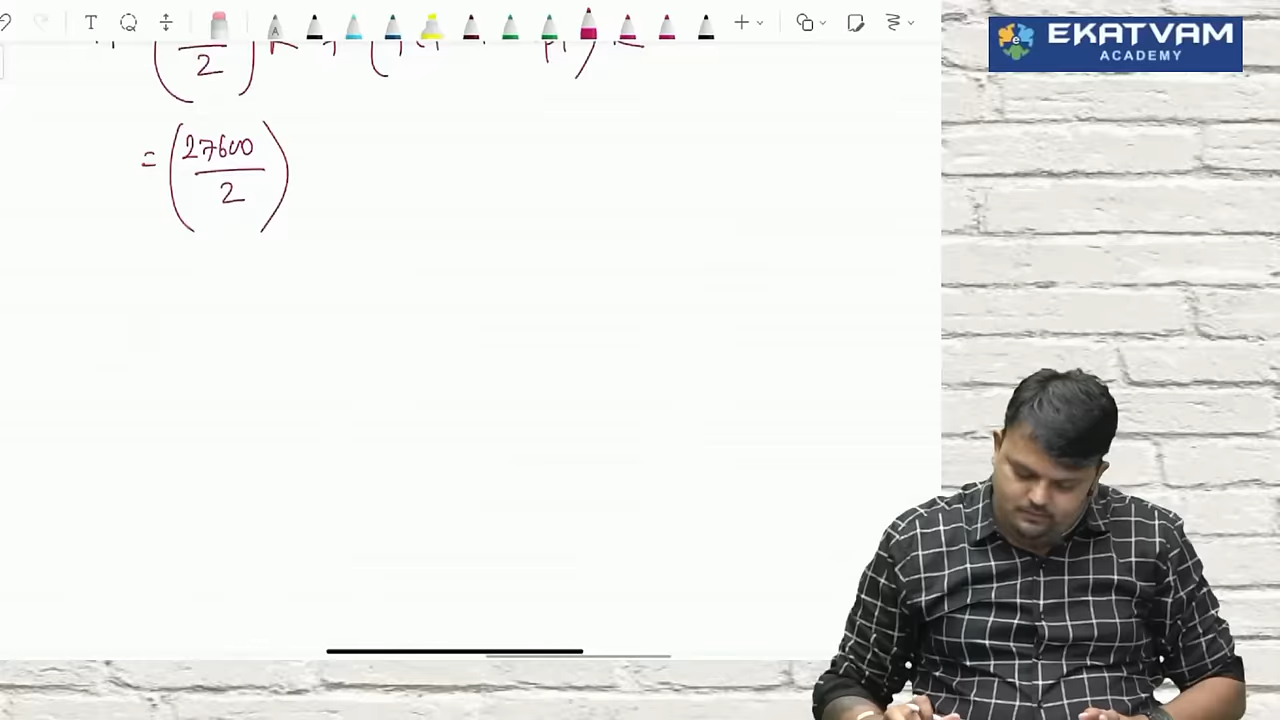 EKATVAM
ACADEMY
2
= (27600
2)